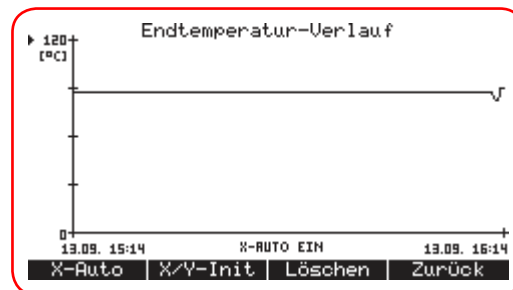 Endtemperatur-Verlauf
120
[ºC]
0
13.09. 15:14 X-AUTO EIN 13.09. 16:14
X-Auto X/Y-Init Löschen Zurück